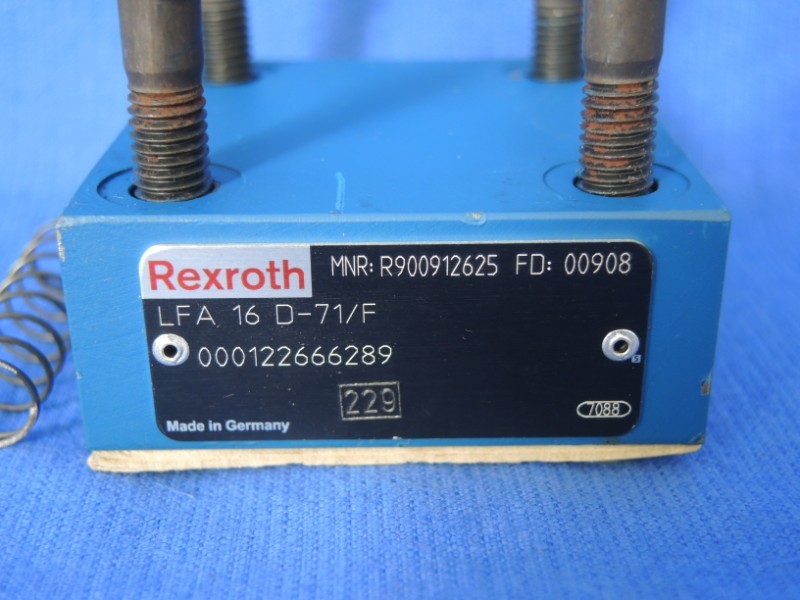 Rexroth MNR: R900912625 FD: 00908
LFA 16 D-71/F
000122666289
229
7088
Made in Germany